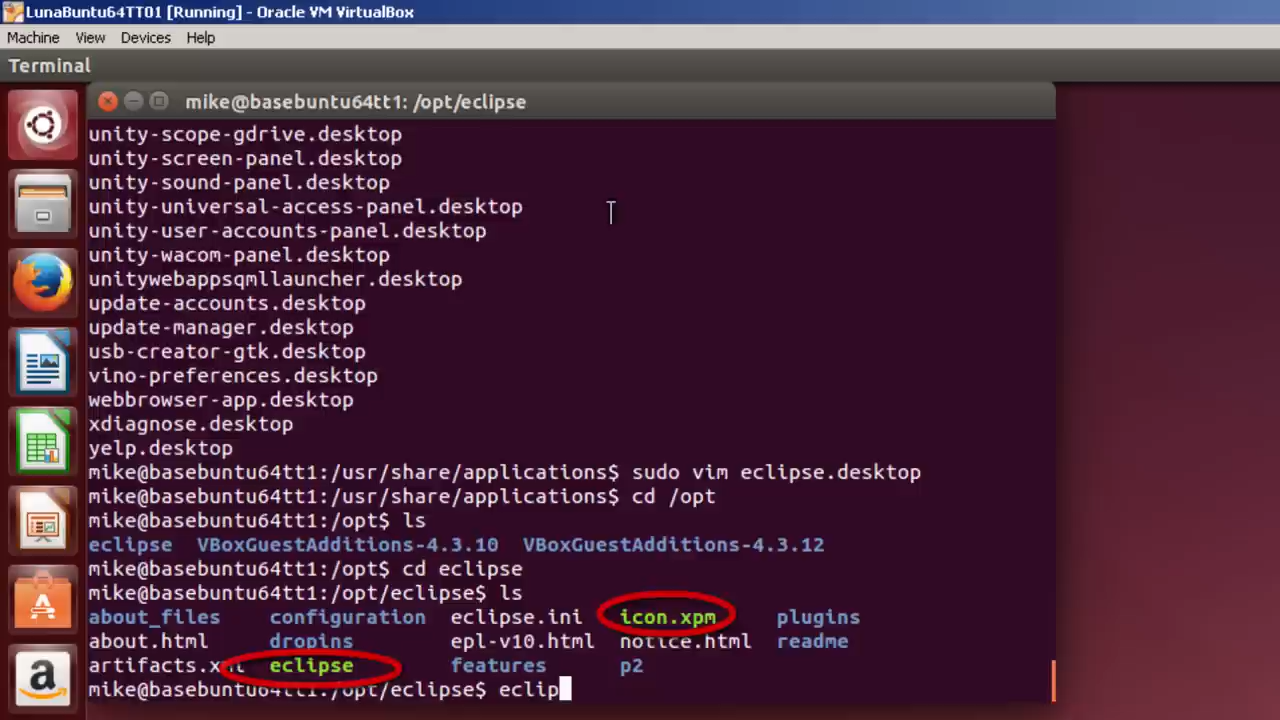 LunaBuntu64TT01 [Running] - Oracle VM VirtualBox
Machine View Devices Help
Terminal
mike@basebuntu64tt1: /opt/eclipse
unity-scope-gdrive.desktop
unity-screen-panel.desktop
unity-sound-panel.desktop
unity-universal-access-panel.desktop
unity-user-accounts-panel.desktop
unity-wacom-panel.desktop
unitywebappsqmllauncher.desktop
update-accounts.desktop
update-manager.desktop
usb-creator-gtk.desktop
vino-preferences.desktop
webbrowser-app.desktop
xdiagnose.desktop
yelp.desktop
mike@basebuntu64tt1:/usr/share/applications$ sudo vim eclipse.desktop
mike@basebuntu64tt1:/usr/share/applications$ cd /opt
mike@basebuntu64tt1:/opt$ ls
eclipse VBoxGuestAdditions-4.3.10 VBoxGuestAdditions-4.3.12
mike@basebuntu64tt1:/opt$ cd eclipse
mike@basebuntu64tt1:/opt/eclipse$ ls
about_files configuration eclipse.ini icon.xpm plugins
about.html dropins epl-v10.html notice.html readme
artifacts.xml eclipse features p2
mike@basebuntu64tt1:/opt/eclipse$ eclip